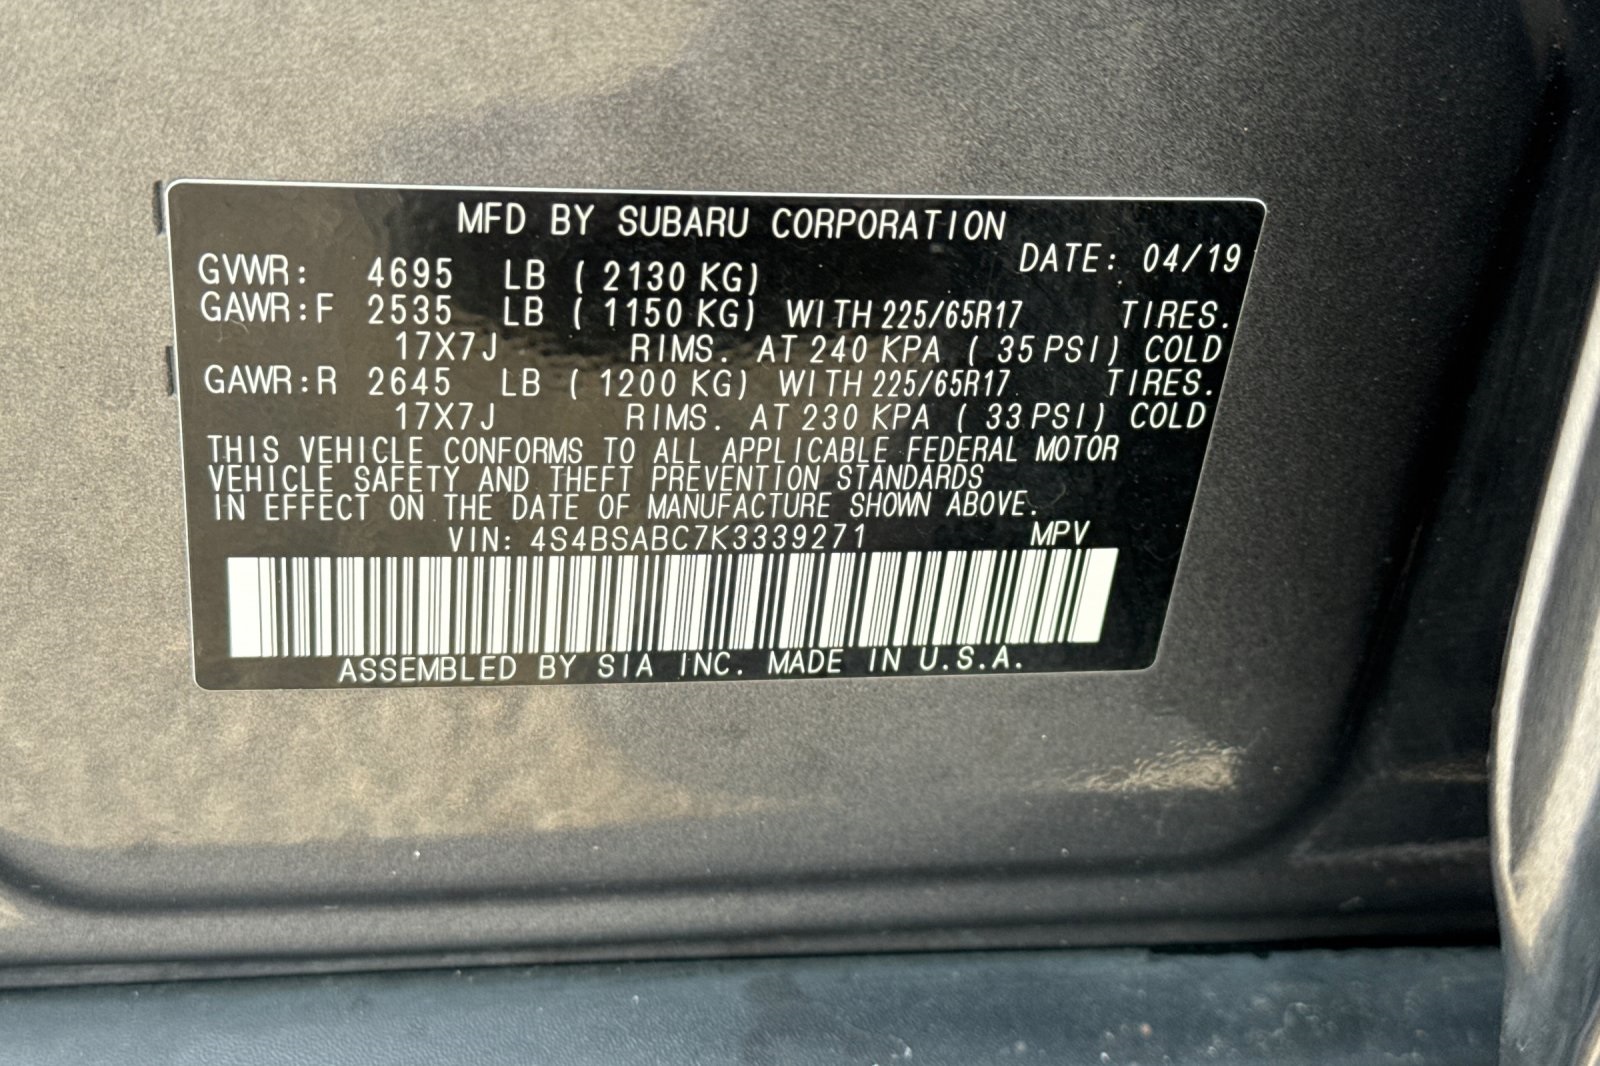 MFD BY SUBARU CORPORATION
DATE: 04/19
GVWR: 4695 LB ( 2130 KG)
GAWR:F 2535 LB ( 1150 KG) WITH 225/65R17 TIRES.
17X7J RIMS. AT 240 KPA ( 35 PSI) COLD
GAWR:R 2645 LB ( 1200 KG) WITH 225/65R17 TIRES.
17X7J RIMS. AT 230 KPA ( 33 PSI) COLD
THIS VEHICLE CONFORMS TO ALL APPLICABLE FEDERAL MOTOR
VEHICLE SAFETY AND THEFT PREVENTION STANDARDS
IN EFFECT ON THE DATE OF MANUFACTURE SHOWN ABOVE.
VIN: 4S4BSABC7K3339271 MPV
ASSEMBLED BY SIA INC. MADE IN U.S.A.